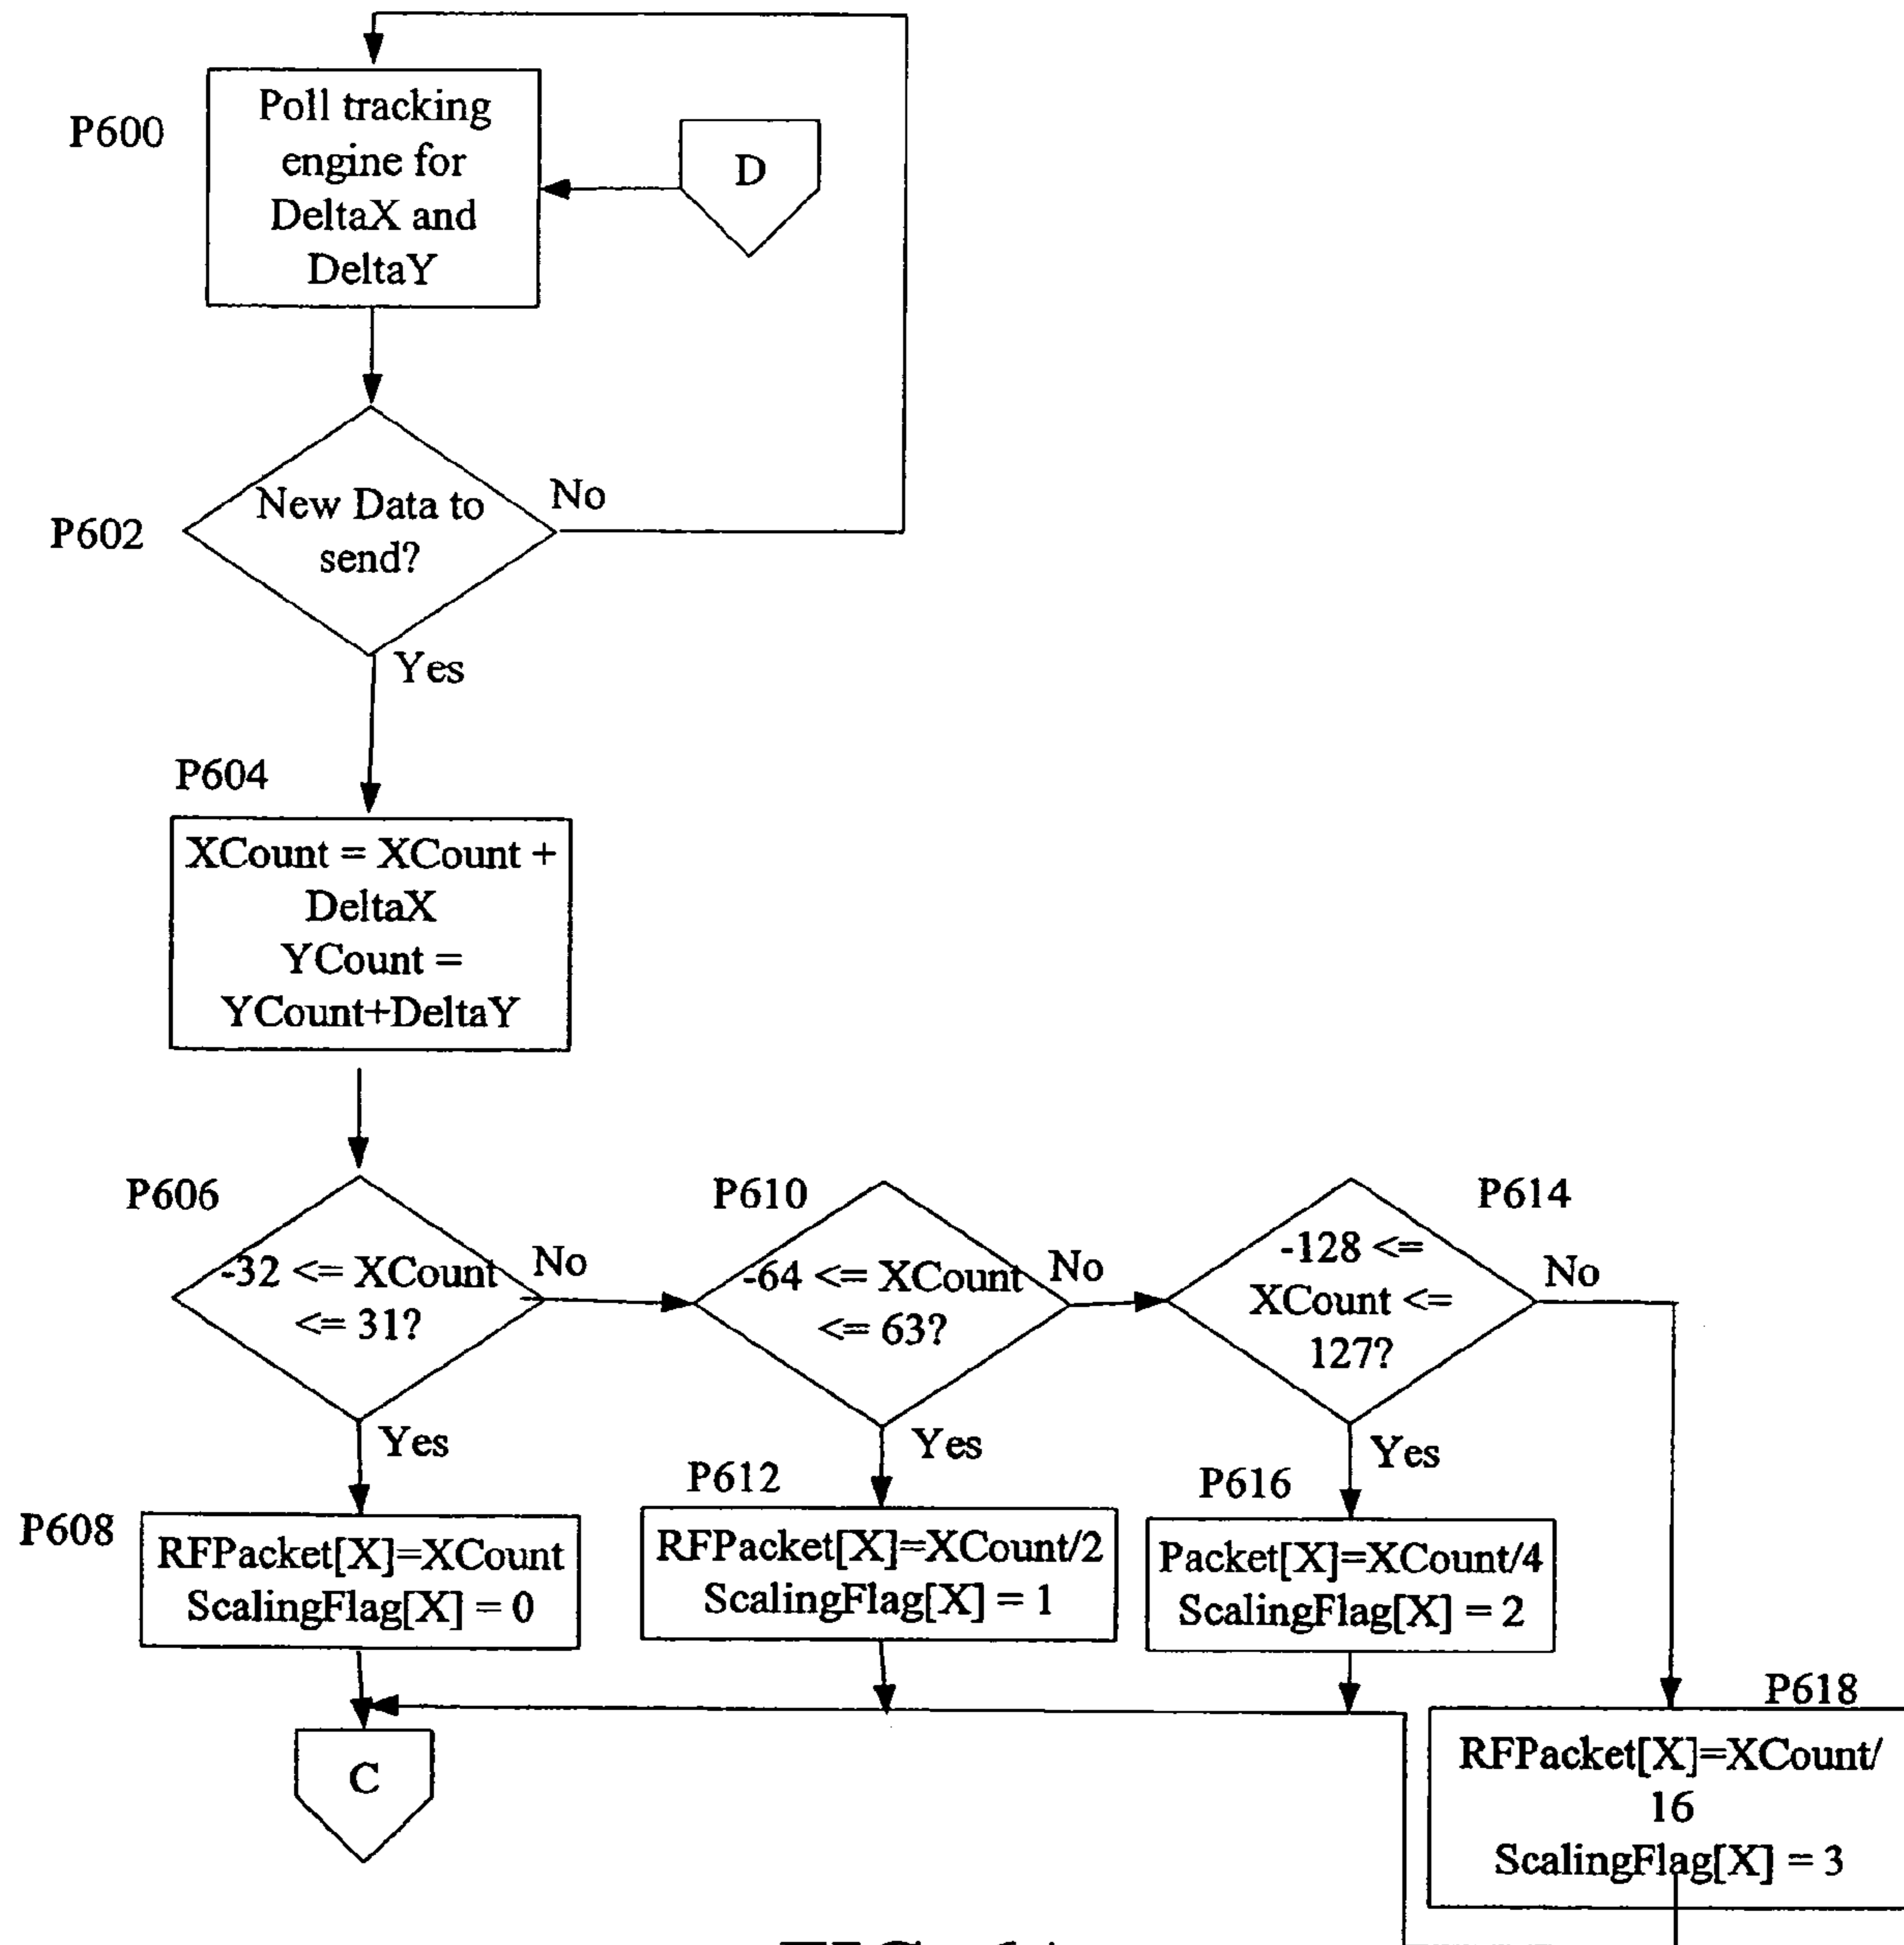 P600
Poll tracking
engine for
DeltaX and
DeltaY
D
P602
New Data to
send?
No
Yes
P604
XCount = XCount +
DeltaX
YCount =
YCount+DeltaY
P606
-32 <= XCount
<= 31?
No
Yes
P610
-64 <= XCount
<= 63?
No
Yes
P614
-128 <=
XCount <=
127?
No
Yes
P608
RFPacket[X]=XCount
ScalingFlag[X] = 0
P612
RFPacket[X]=XCount/2
ScalingFlag[X] = 1
P616
Packet[X]=XCount/4
ScalingFlag[X] = 2
P618
RFPacket[X]=XCount/
16
ScalingFlag[X] = 3
C